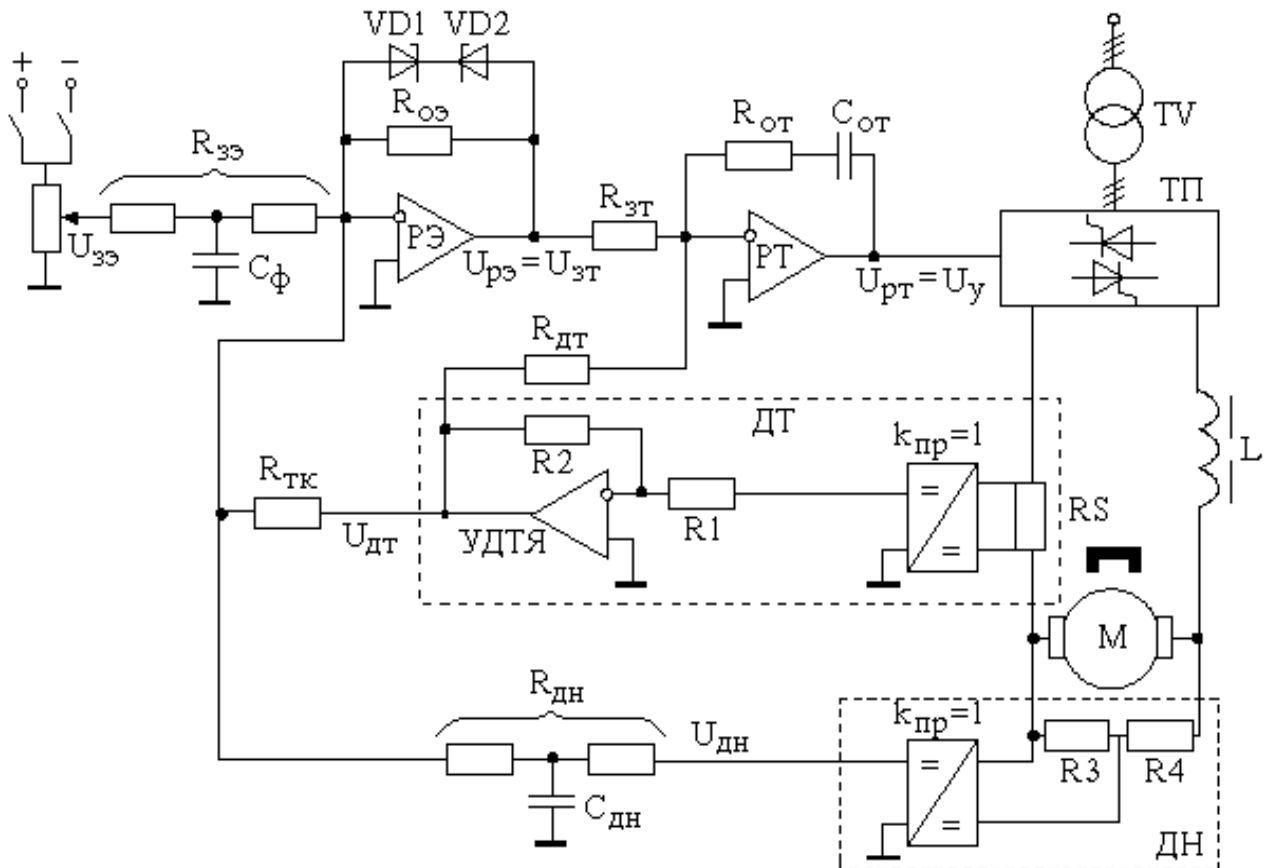 VD1 VD2
+ −
Rоэ
Rот
Cот
TV
Rзэ
ТП
Rзт
РЭ
РТ
Uзэ
Cф
Uрэ=Uзт
Uрт=Uу
Rдт
ДТ
kпр=1
L
R2
Rтк
=
R1
RS
Uдт
УДТЯ
=
М
Rдн
kпр=1
Uдн
=
R3 R4
Cдн
=
ДН